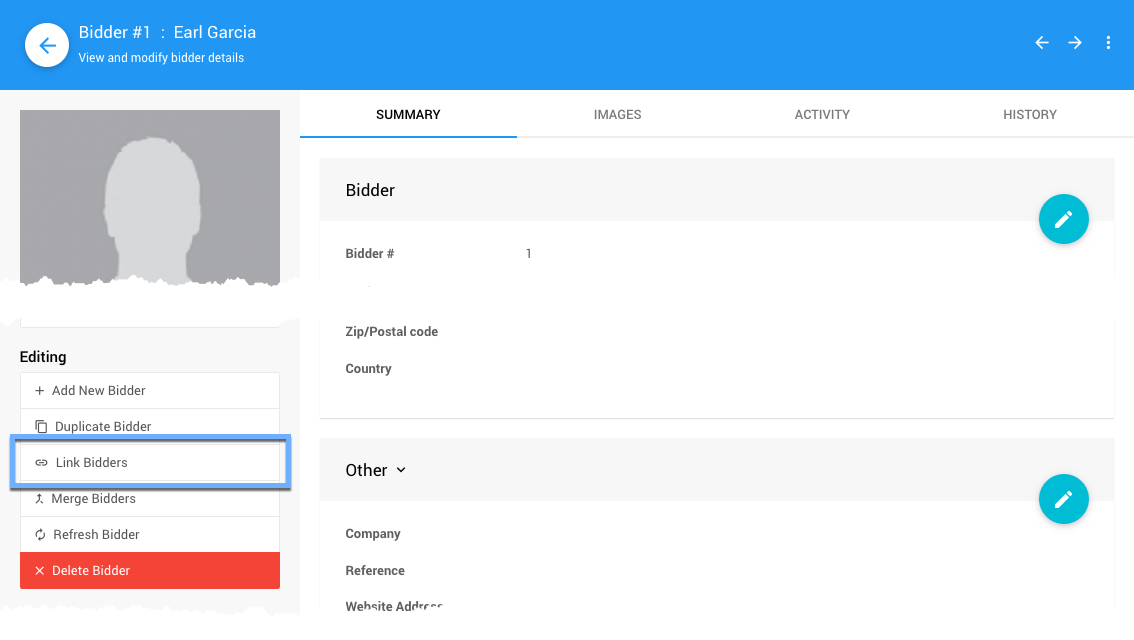 Bidder #1 : Earl Garcia
View and modify bidder details
SUMMARY IMAGES ACTIVITY HISTORY
Editing
+ Add New Bidder
Duplicate Bidder
Link Bidders
Merge Bidders
Refresh Bidder
Delete Bidder
Bidder
Bidder # 1
Zip/Postal code
Country
Other
Company
Reference
Website Address